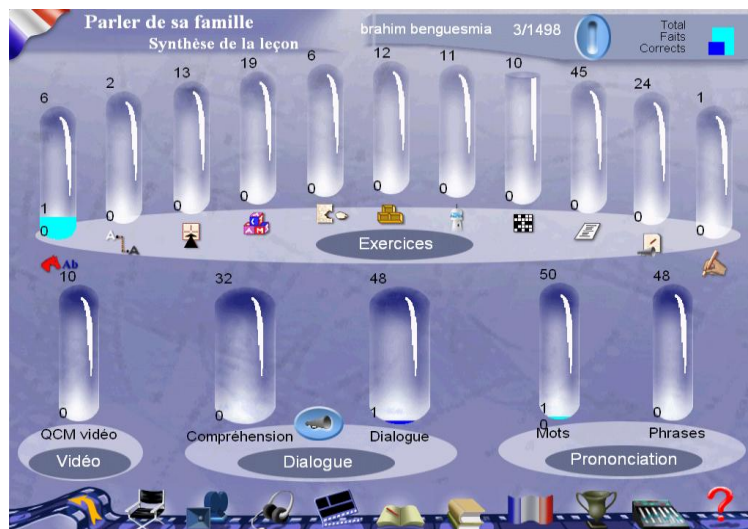 Parler de sa famille
Synthèse de la leçon
brahim benguesmia 3/1498
Total
Faits
Corrects
6 2 13 19 6 12 11 10 45 24 1
1
0 0 0 0 0 0 0 0 0 0 0
A A
C
A M
Ab
Exercices
10 32 48 50 48
1 1
0 0 0 0
QCM vidéo Compréhension Dialogue Mots Phrases
Vidéo Dialogue Prononciation
?